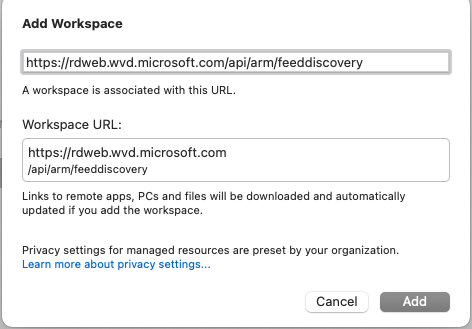 Add Workspace
https://rdweb.wvd.microsoft.com/api/arm/feeddiscovery
A workspace is associated with this URL.
Workspace URL:
https://rdweb.wvd.microsoft.com
/api/arm/feeddiscovery
Links to remote apps, PCs and files will be downloaded and automatically
updated if you add the workspace.
Privacy settings for managed resources are preset by your organization.
Learn more about privacy settings...
Cancel
Add